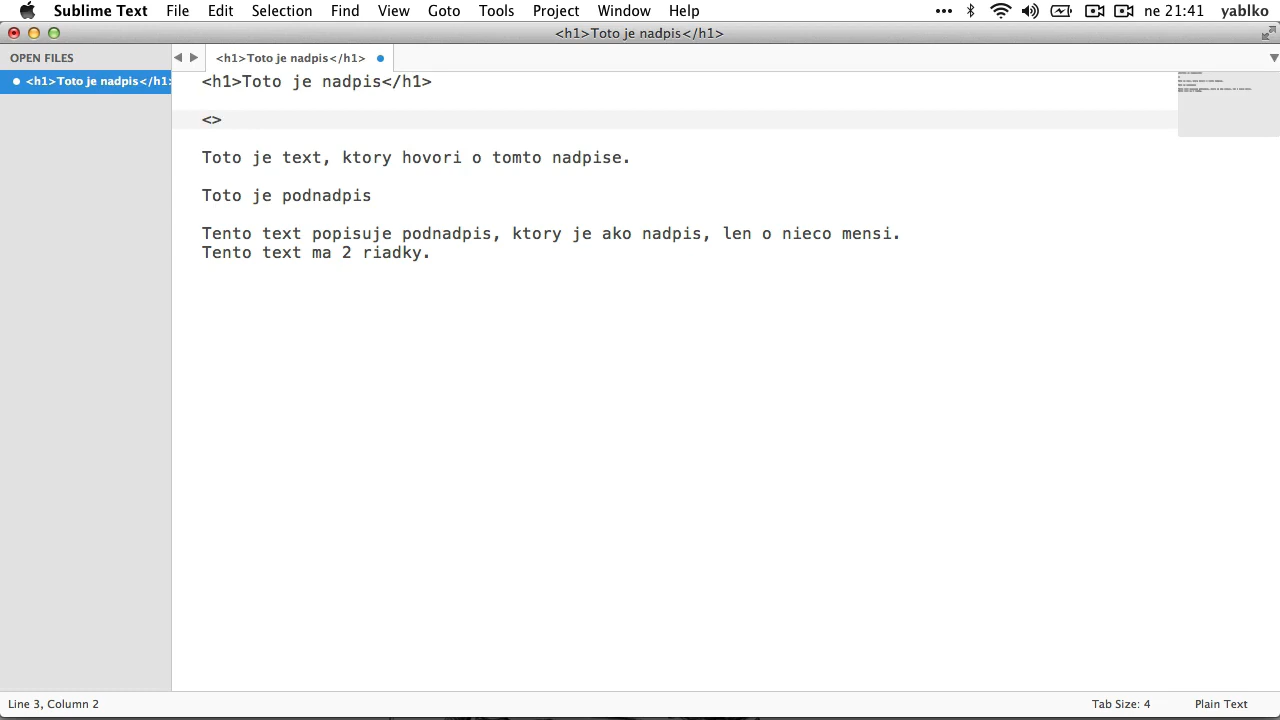 Sublime Text File Edit Selection Find View Goto Tools Project Window Help ne 21:41 yablko
<h1>Toto je nadpis</h1>
OPEN FILES
<h1>Toto je nadpis</h1>
<h1>Toto je nadpis</h1>
<h1>Toto je nadpis</h1>
<>
Toto je text, ktory hovori o tomto nadpise.
Toto je podnadpis
Tento text popisuje podnadpis, ktory je ako nadpis, len o nieco mensi.
Tento text ma 2 riadky.
Line 3, Column 2 Tab Size: 4 Plain Text